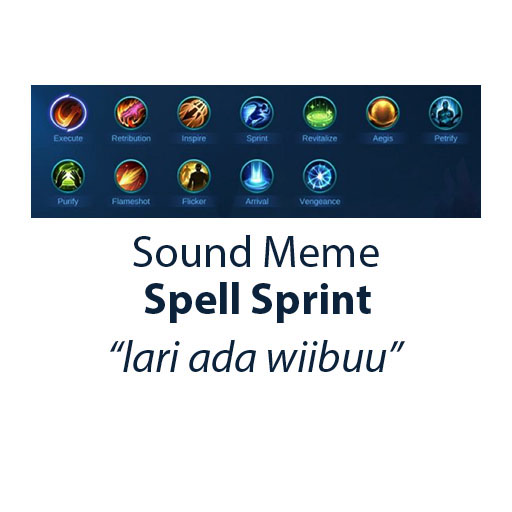 Execute Retribution Inspire Sprint Revitalize Aegis Petrify
Purify Flameshot Flicker Arrival Vengeance
Sound Meme
Spell Sprint
“lari ada wiibuu”